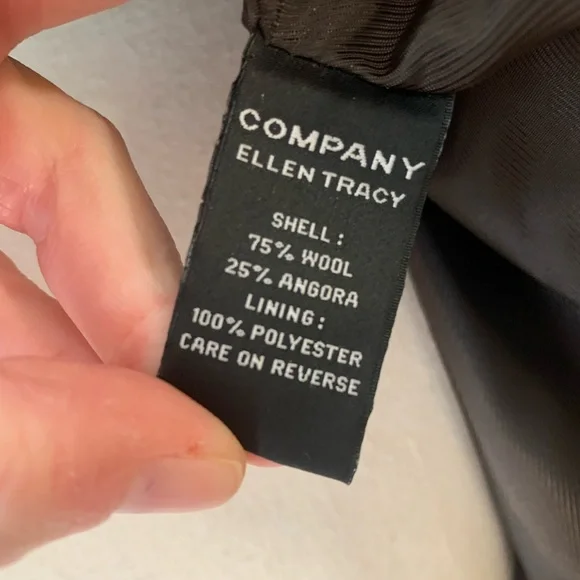 COMPANY
ELLEN TRACY
SHELL:
75% WOOL
25% ANGORA
LINING:
100% POLYESTER
CARE ON REVERSE